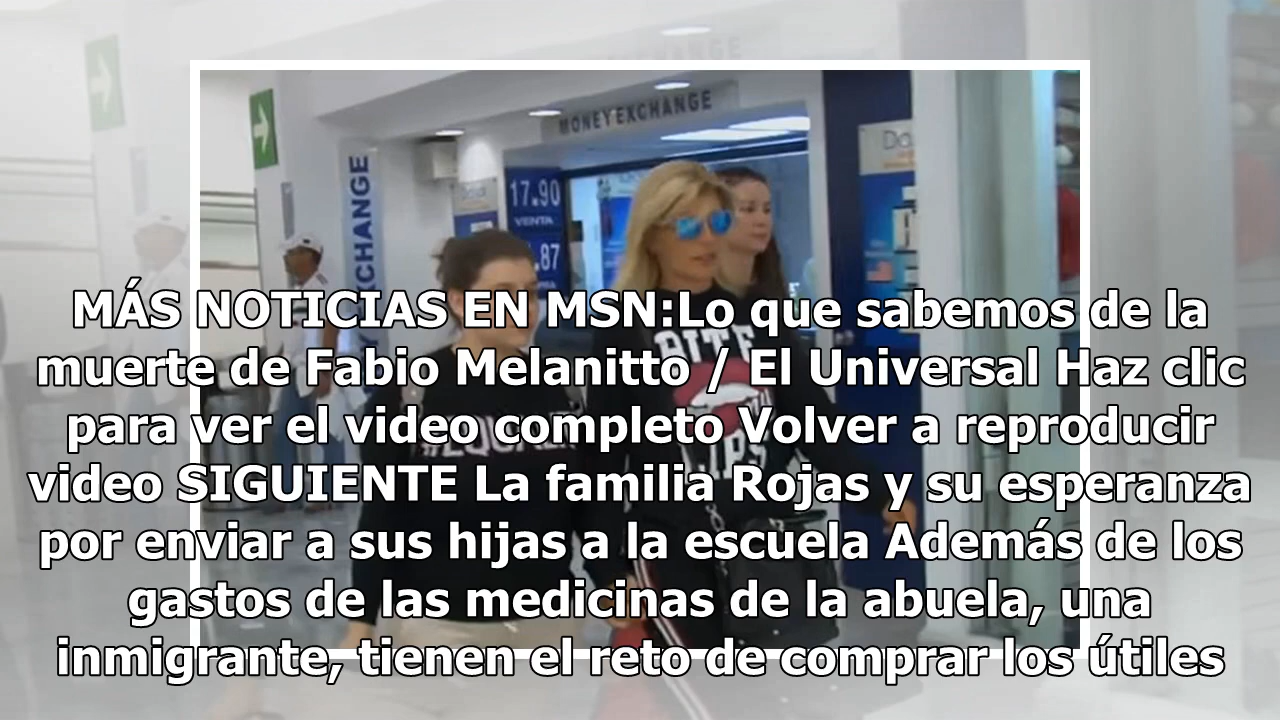 MONEY EXCHANGE
EXCHANGE
17.90
VENTA
.87
MÁS NOTICIAS EN MSN:Lo que sabemos de la
muerte de Fabio Melanitto / El Universal Haz clic
para ver el video completo Volver a reproducir
video SIGUIENTE La familia Rojas y su esperanza
por enviar a sus hijas a la escuela Además de los
gastos de las medicinas de la abuela, una
inmigrante, tienen el reto de comprar los útiles
BITE
LIPS